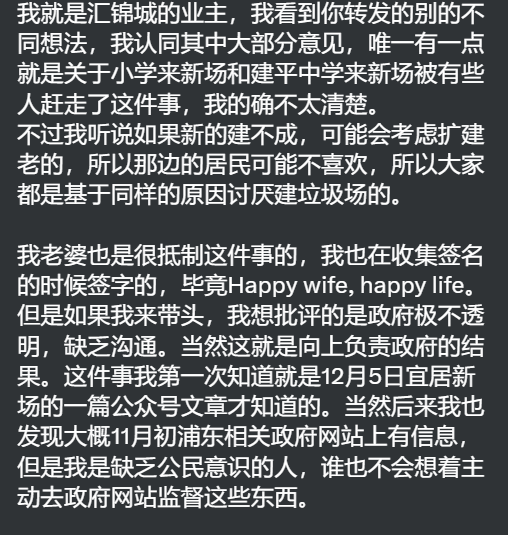 我就是汇锦城的业主，我看到你转发的别的不
同想法，我认同其中大部分意见，唯一有一点
就是关于小学来新场和建平中学来新场被有些
人赶走了这件事，我的确不太清楚。
不过我听说如果新的建不成，可能会考虑扩建
老的，所以那边的居民可能不喜欢，所以大家
都是基于同样的原因讨厌建垃圾场的。
我老婆也是很抵制这件事的，我也在收集签名
的时候签字的，毕竟Happy wife, happy life。
但是如果我来带头，我想批评的是政府极不透
明，缺乏沟通。当然这就是向上负责政府的结
果。这件事我第一次知道就是12月5日宜居新
场的一篇公众号文章才知道的。当然后来我也
发现大概11月初浦东相关政府网站上有信息，
但是我是缺乏公民意识的人，谁也不会想着主
动去政府网站监督这些东西。